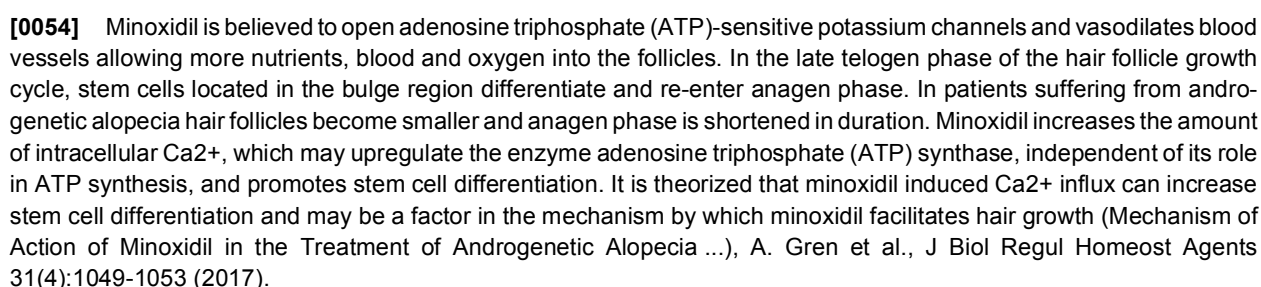 [0054] Minoxidil is believed to open adenosine triphosphate (ATP)-sensitive potassium channels and vasodilates blood
vessels allowing more nutrients, blood and oxygen into the follicles. In the late telogen phase of the hair follicle growth
cycle, stem cells located in the bulge region differentiate and re-enter anagen phase. In patients suffering from andro-
genetic alopecia hair follicles become smaller and anagen phase is shortened in duration. Minoxidil increases the amount
of intracellular Ca2+, which may upregulate the enzyme adenosine triphosphate (ATP) synthase, independent of its role
in ATP synthesis, and promotes stem cell differentiation. It is theorized that minoxidil induced Ca2+ influx can increase
stem cell differentiation and may be a factor in the mechanism by which minoxidil facilitates hair growth (Mechanism of
Action of Minoxidil in the Treatment of Androgenetic Alopecia ...), A. Gren et al., J Biol Regul Homeost Agents
31(4):1049-1053 (2017).